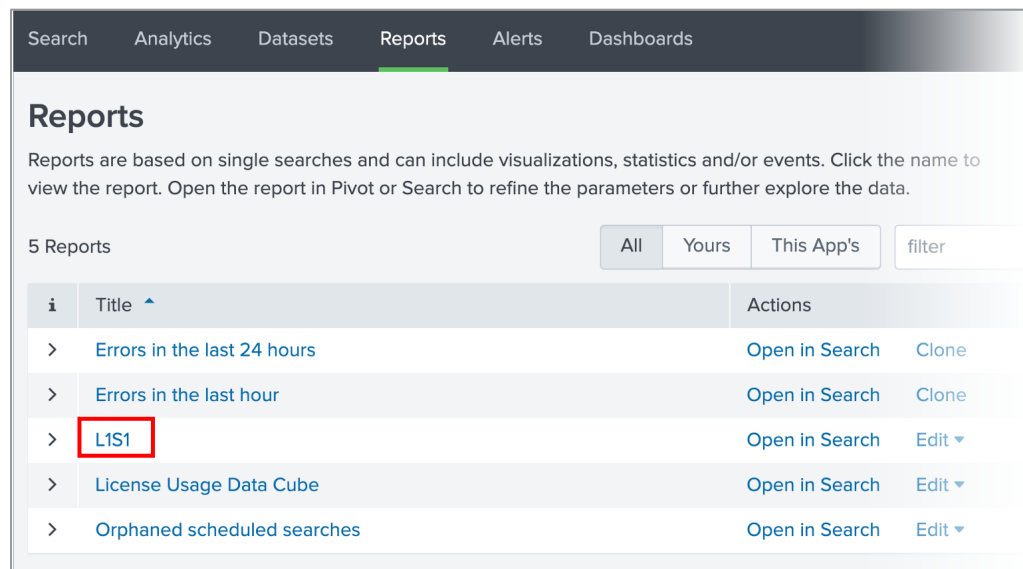 Search Analytics Datasets Reports Alerts Dashboards
Reports
Reports are based on single searches and can include visualizations, statistics and/or events. Click the name to
view the report. Open the report in Pivot or Search to refine the parameters or further explore the data.
5 Reports All Yours This App's filter
i Title Actions
Errors in the last 24 hours Open in Search Clone
Errors in the last hour Open in Search Clone
L1S1 Open in Search Edit
License Usage Data Cube Open in Search Edit
Orphaned scheduled searches Open in Search Edit